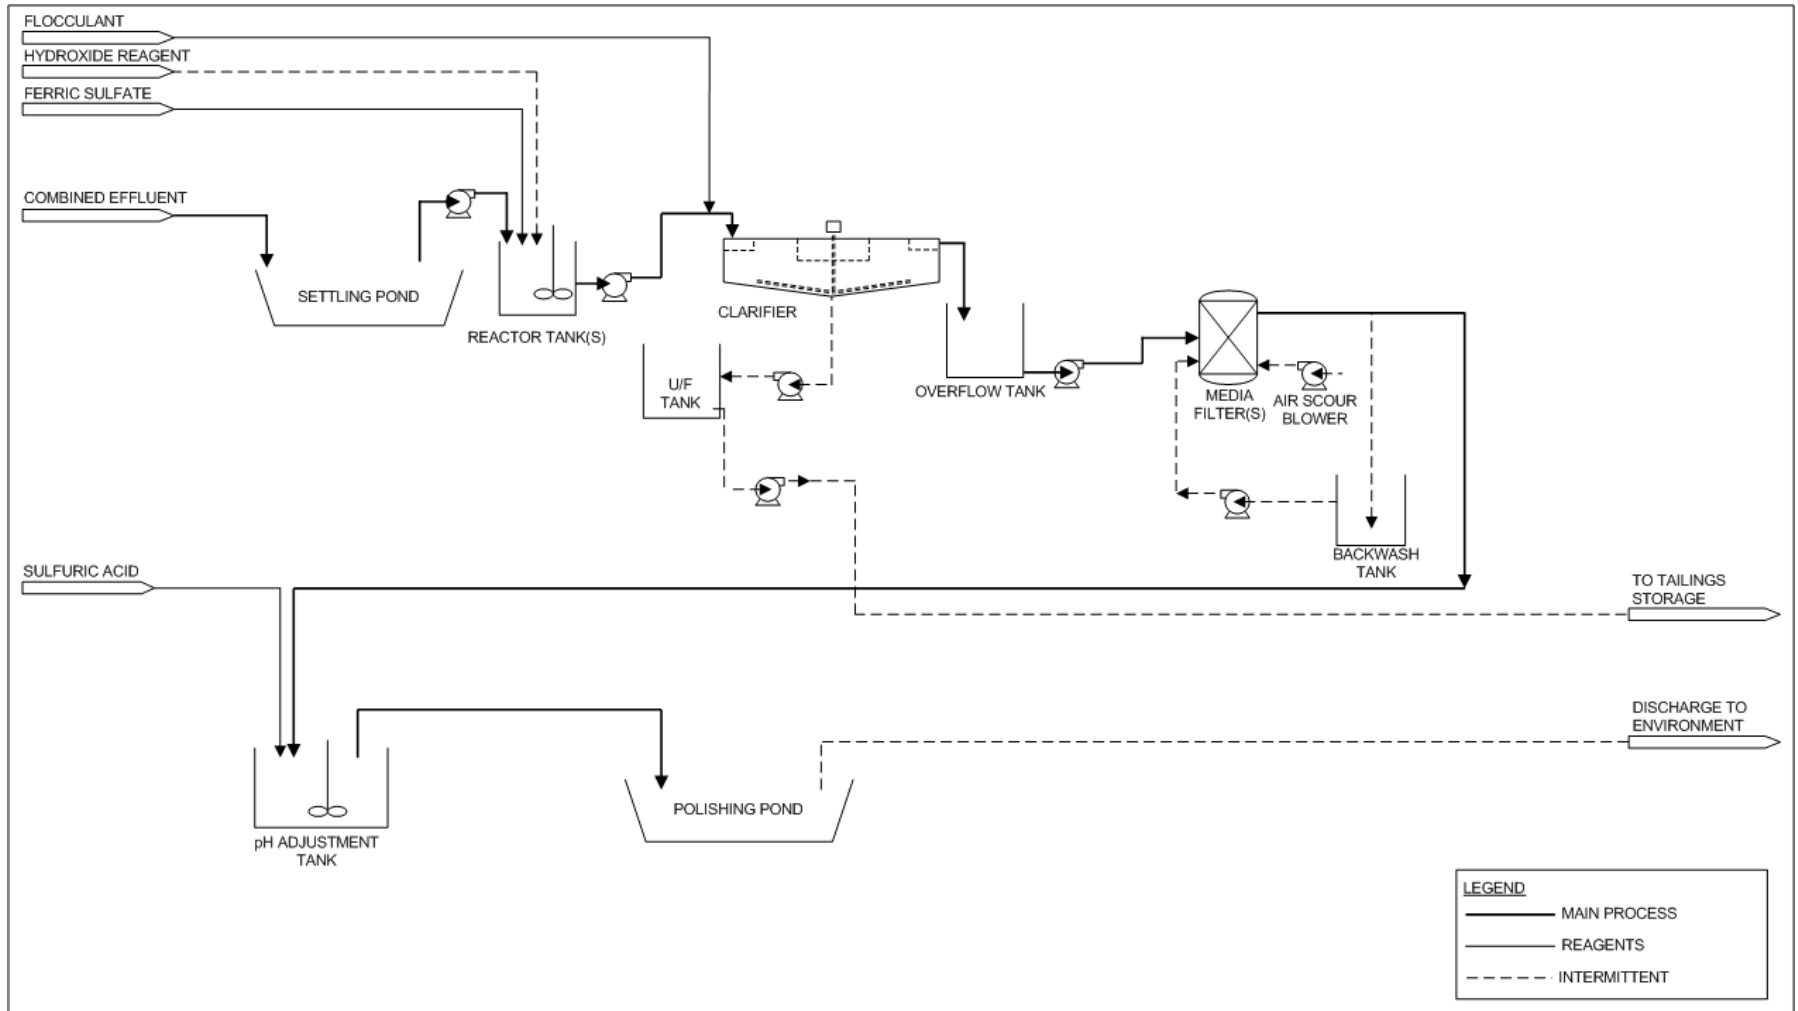 FLOCCULANT
HYDROXIDE REAGENT
FERRIC SULFATE
COMBINED EFFLUENT
SETTLING POND
REACTOR TANK(S)
CLARIFIER
U/F
TANK
OVERFLOW TANK
MEDIA
FILTER(S)
AIR SCOUR
BLOWER
BACKWASH
TANK
SULFURIC ACID
TO TAILINGS
STORAGE
DISCHARGE TO
ENVIRONMENT
POLISHING POND
pH ADJUSTMENT
TANK
LEGEND
MAIN PROCESS
REAGENTS
INTERMITTENT